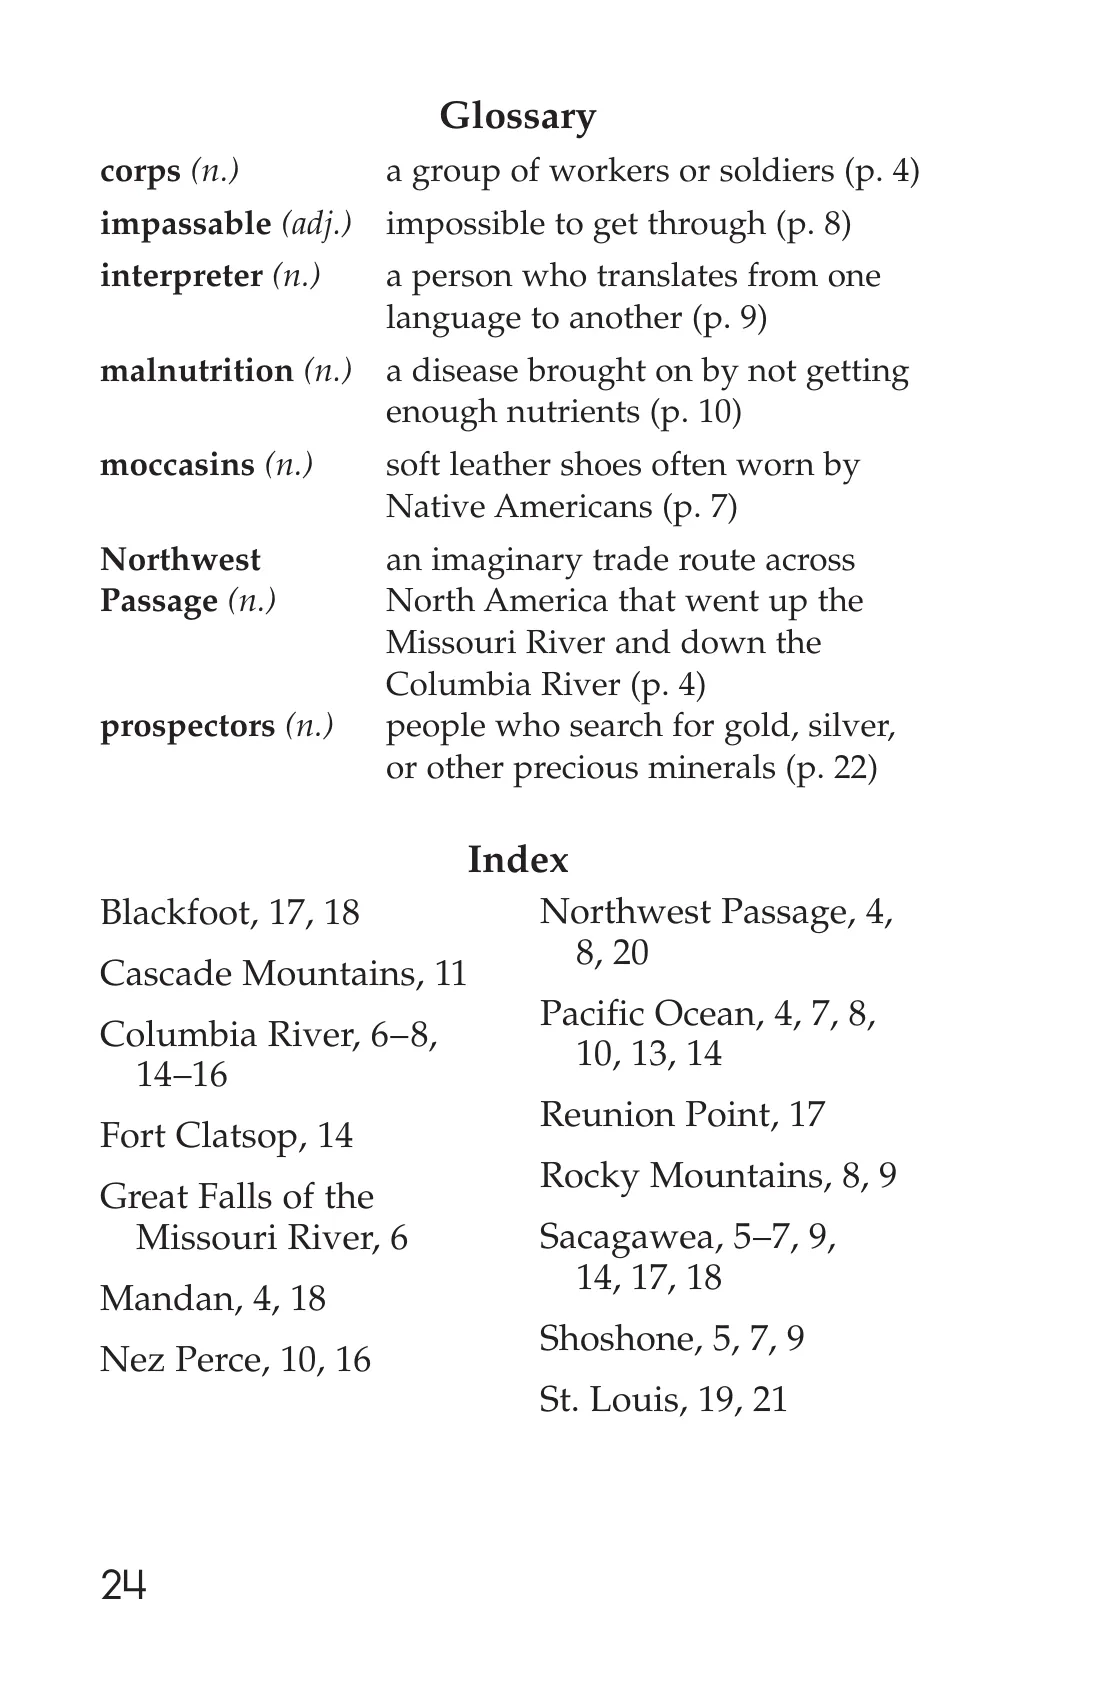 Glossary
corps (n.) a group of workers or soldiers (p. 4)
impassable (adj.) impossible to get through (p. 8)
interpreter (n.) a person who translates from one
language to another (p. 9)
malnutrition (n.) a disease brought on by not getting
enough nutrients (p. 10)
moccasins (n.) soft leather shoes often worn by
Native Americans (p. 7)
Northwest an imaginary trade route across
Passage (n.) North America that went up the
Missouri River and down the
Columbia River (p. 4)
prospectors (n.) people who search for gold, silver,
or other precious minerals (p. 22)
Index
Blackfoot, 17, 18
Cascade Mountains, 11
Columbia River, 6–8,
14–16
Fort Clatsop, 14
Great Falls of the
Missouri River, 6
Mandan, 4, 18
Nez Perce, 10, 16
Northwest Passage, 4,
8, 20
Pacific Ocean, 4, 7, 8,
10, 13, 14
Reunion Point, 17
Rocky Mountains, 8, 9
Sacagawea, 5–7, 9,
14, 17, 18
Shoshone, 5, 7, 9
St. Louis, 19, 21
24